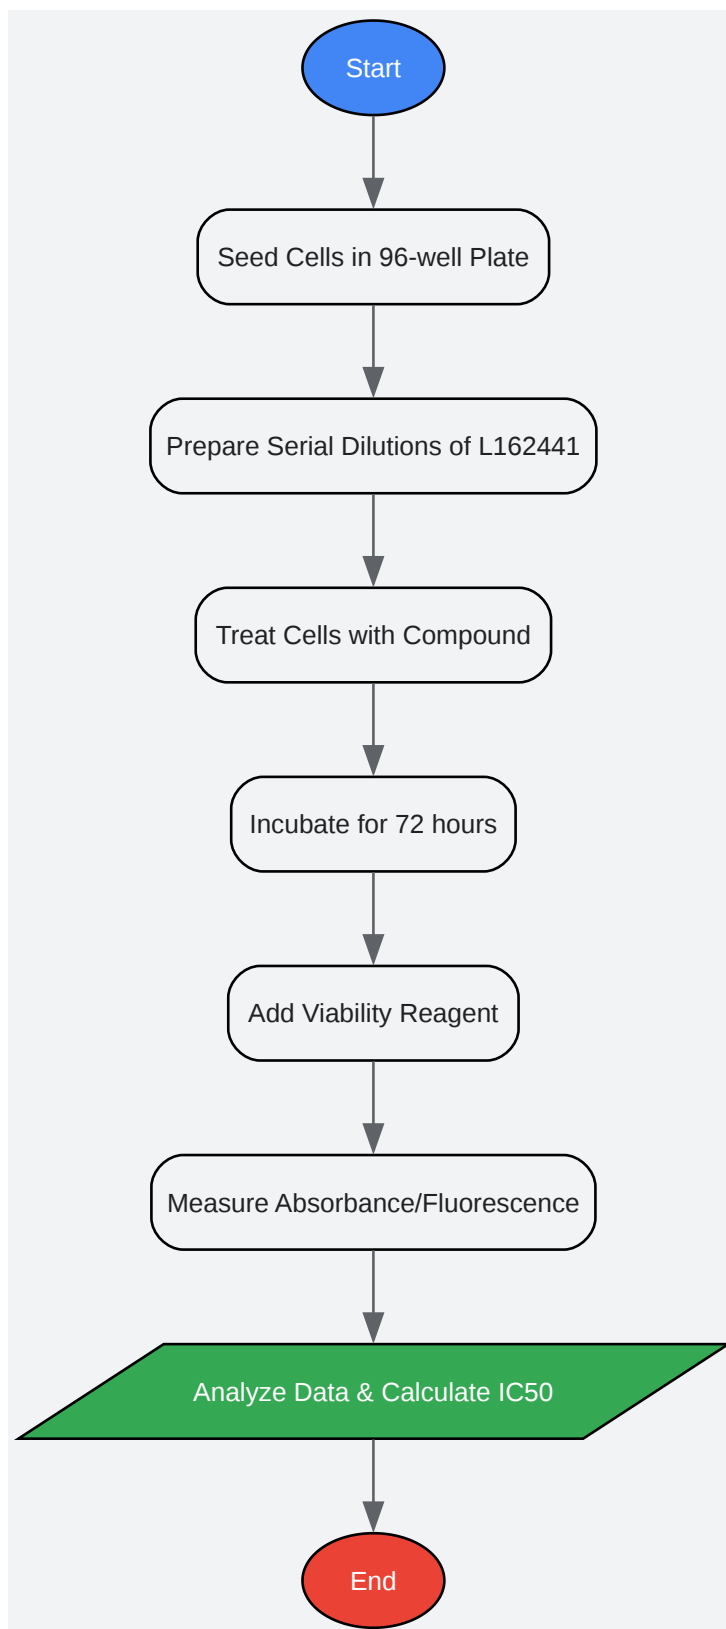 Start
Seed Cells in 96-well Plate
Prepare Serial Dilutions of L162441
Treat Cells with Compound
Incubate for 72 hours
Add Viability Reagent
Measure Absorbance/Fluorescence
Analyze Data & Calculate IC50
End